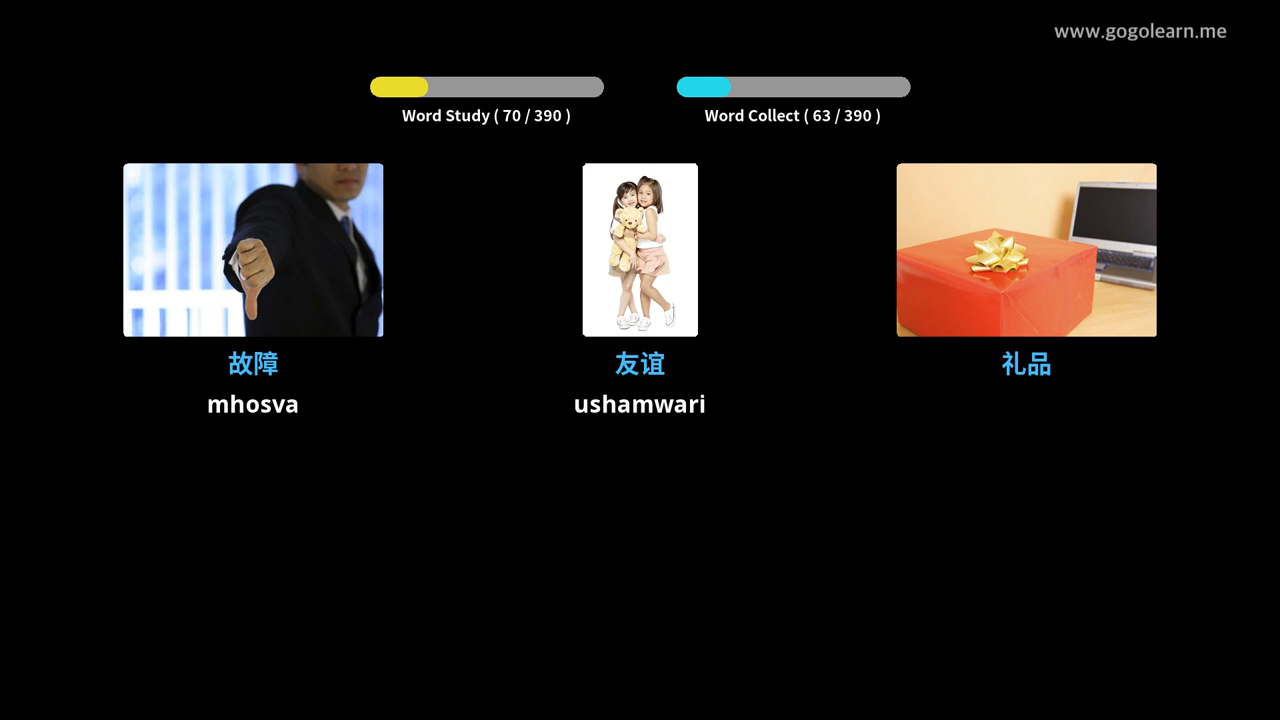 www.gogolearn.me
Word Study ( 70 / 390 )
Word Collect ( 63 / 390 )
故障
友谊
礼品
mhosva
ushamwari